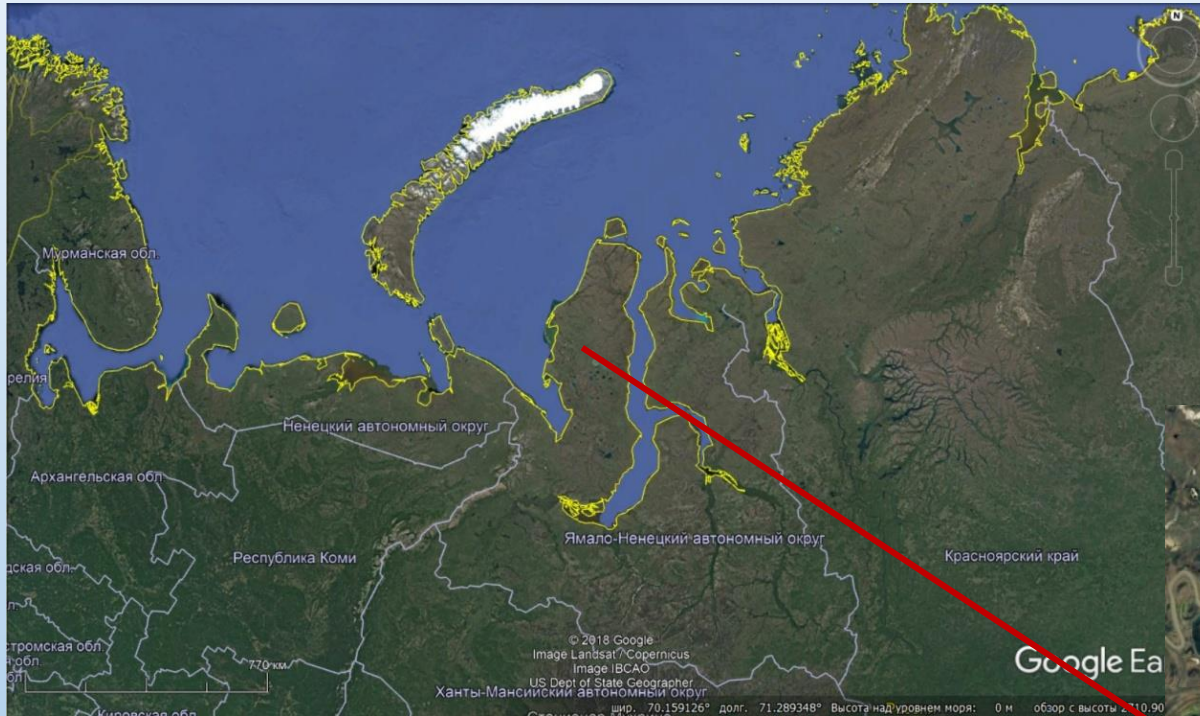 N
Мурманская обл.
релия
Ненецкий автономный округ
Архангельская обл.
Ямало-Ненецкий автономный округ
Республика Коми
Красноярский край
дская обл.
стромская обл.
© 2018 Google
Image Landsat / Copernicus
Image IBCAO
US Dept of State Geographer
770 км
Google Ea
Ханты-Мансийский автономный округ
Кировская обл.
шир. 70.159126° долг. 71.289348° Высота над уровнем моря: 0 м обзор с высоты